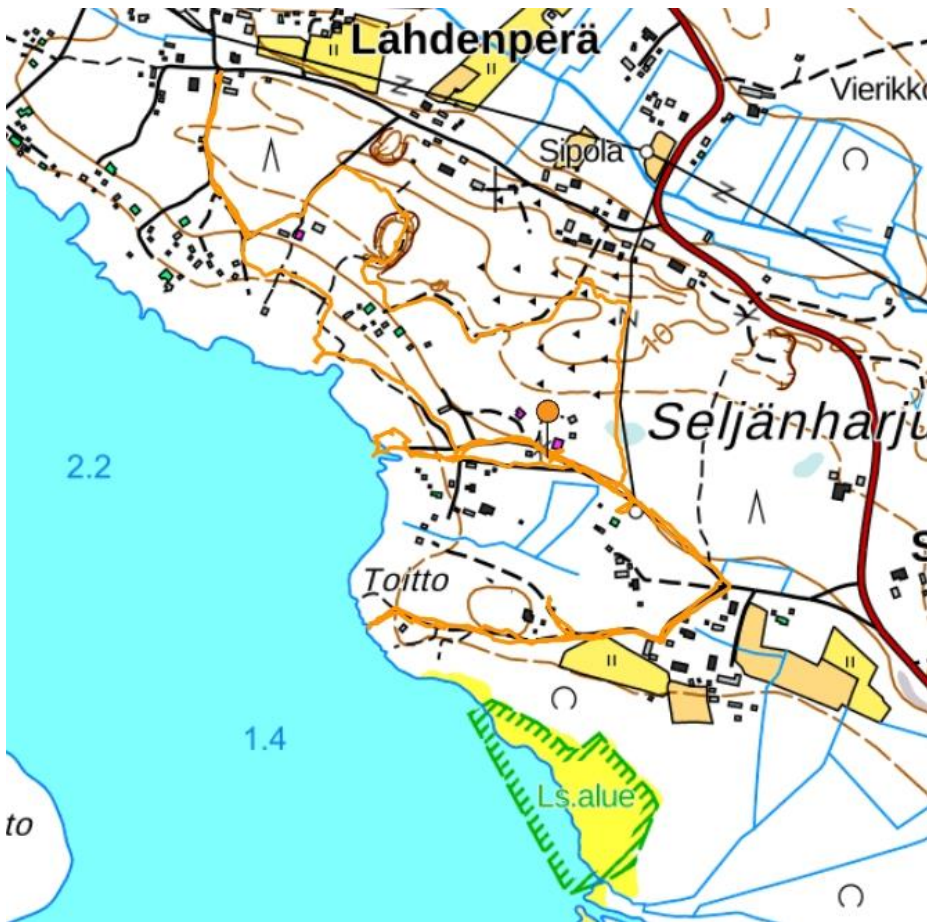 Lahdenperä
Vierikko
Sipola
10
Seljänharju
2.2
S
Toitto
1.4
Ls.alue
to